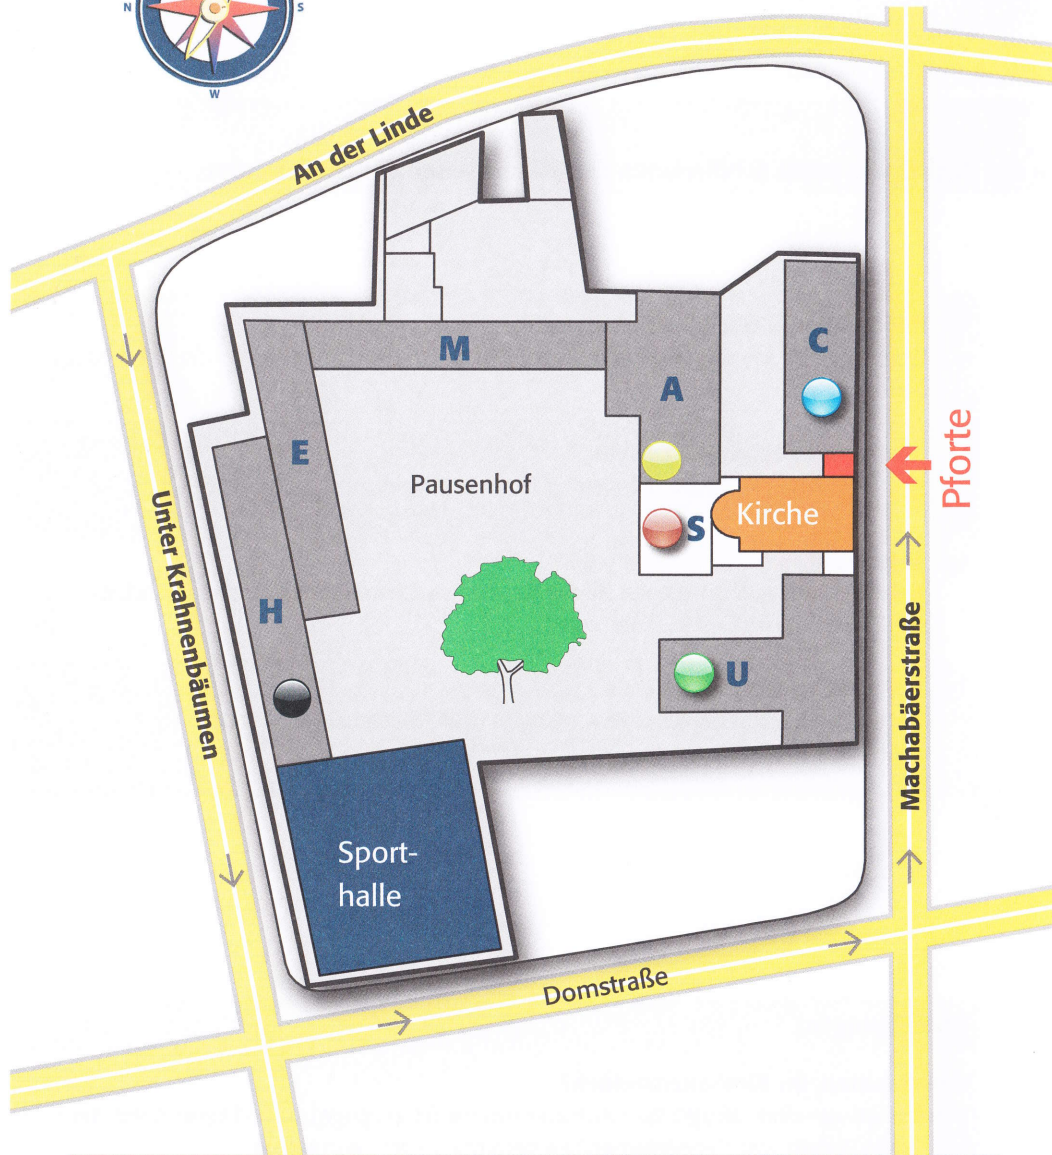 N
S
W
An der Linde
M
C
A
E
Pausenhof
Pforte
Kirche
S
Unter Krahnenbäumen
H
U
Machabäerstraße
Sport-
halle
Domstraße